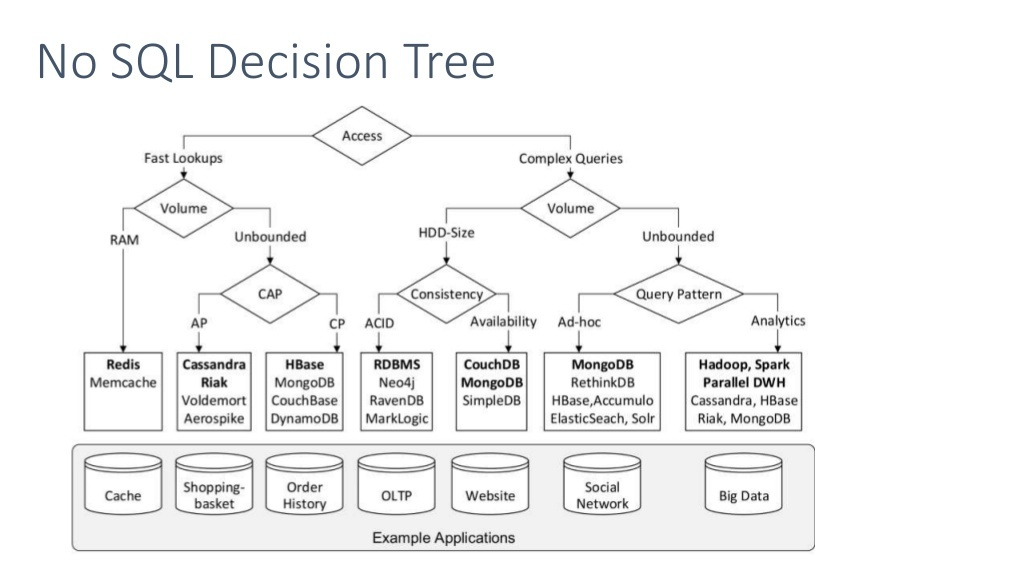 No SQL Decision Tree
Access
Fast Lookups
Complex Queries
Volume
Volume
RAM
Unbounded
HDD-Size
Unbounded
CAP
Consistency
Query Pattern
AP
CP
ACID
Availability
Ad-hoc
Analytics
Redis
Memcache
Cassandra
Riak
Voldemort
Aerospike
HBase
MongoDB
CouchBase
DynamoDB
RDBMS
Neo4j
RavenDB
MarkLogic
CouchDB
MongoDB
SimpleDB
MongoDB
RethinkDB
HBase,Accumulo
ElasticSeach, Solr
Hadoop, Spark
Parallel DWH
Cassandra, HBase
Riak, MongoDB
Cache
Shopping-
basket
Order
History
OLTP
Website
Social
Network
Big Data
Example Applications